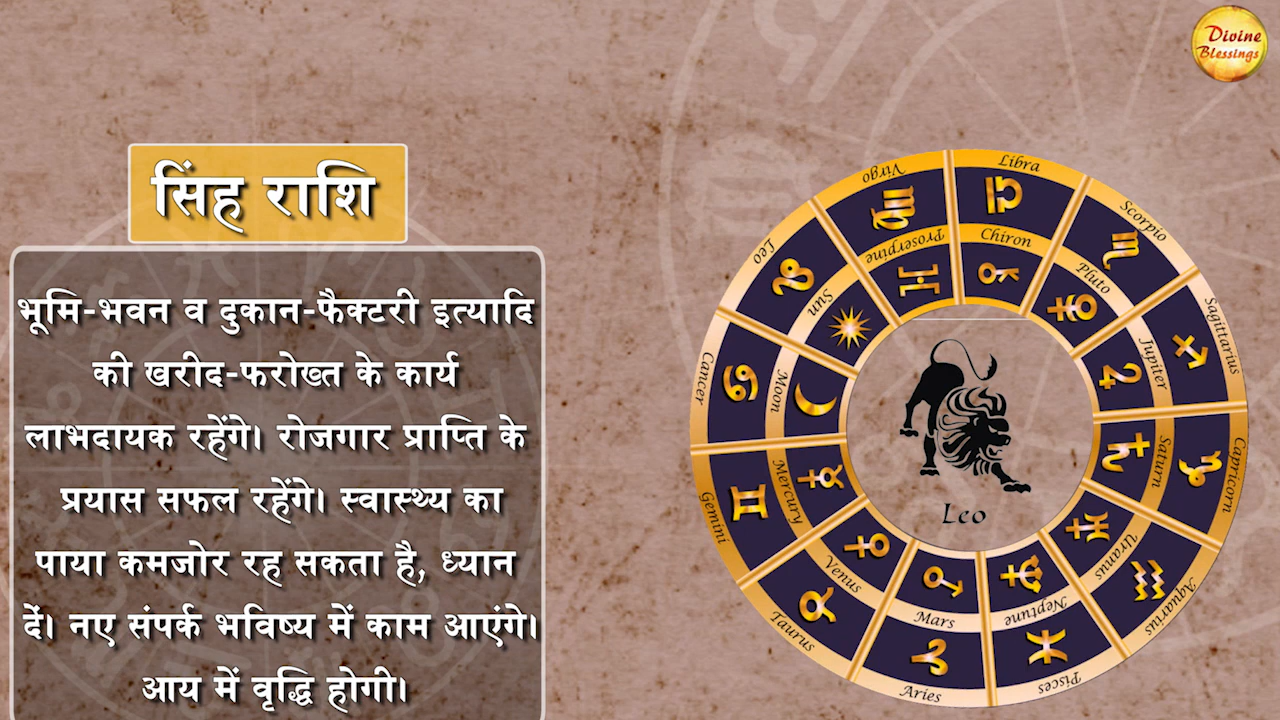 Divine
Blessings
सिंह राशि
भूमि-भवन व दुकान-फैक्टरी इत्यादि
की खरीद-फरोख्त के कार्य
लाभदायक रहेंगे। रोजगार प्राप्ति के
प्रयास सफल रहेंगे। स्वास्थ्य का
पाया कमजोर रह सकता है, ध्यान
दें। नए संपर्क भविष्य में काम आएंगे।
आय में वृद्धि होगी।
Virgo
Libra
Scorpio
Sagittarius
Capricorn
Aquarius
Pisces
Aries
Taurus
Gemini
Cancer
Leo
Proserpine
Chiron
Pluto
Jupiter
Saturn
Uranus
Neptune
Mars
Venus
Mercury
Moon
Sun
Leo